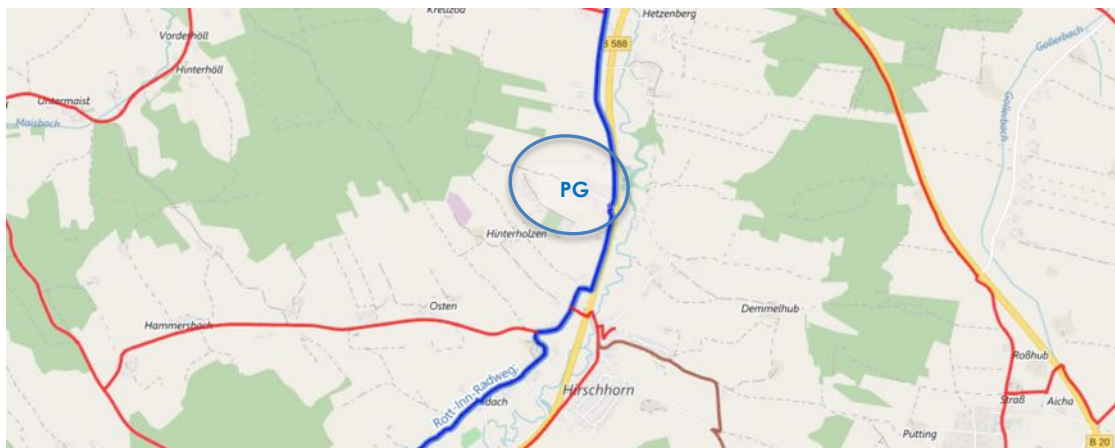 Kreuzöd
Hetzenberg
Vorderhöll
B 588
Gollerbach
Hinterhöll
Untermaist
Maisbach
Gollerbach
PG
Hinterholzen
Osten
Demmelhub
Hammersbach
Roßhub
Rott-Inn-Radweg
Hirschhorn
Straß
Aicha
Putting
B 20